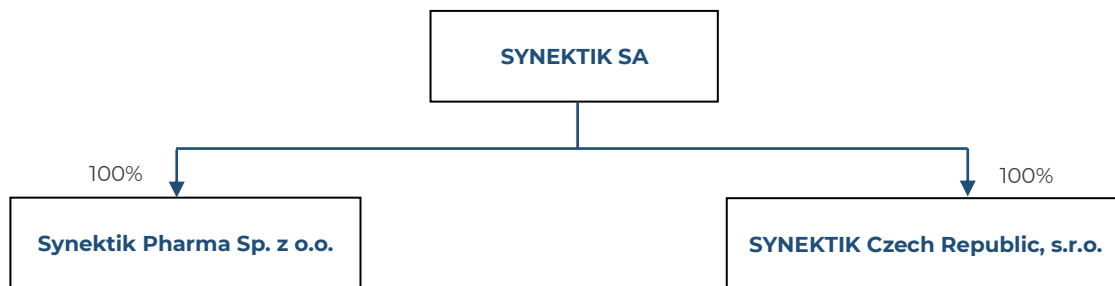 SYNEKTIK SA
100%
100%
Synektik Pharma Sp. z o.o.
SYNEKTIK Czech Republic, s.r.o.